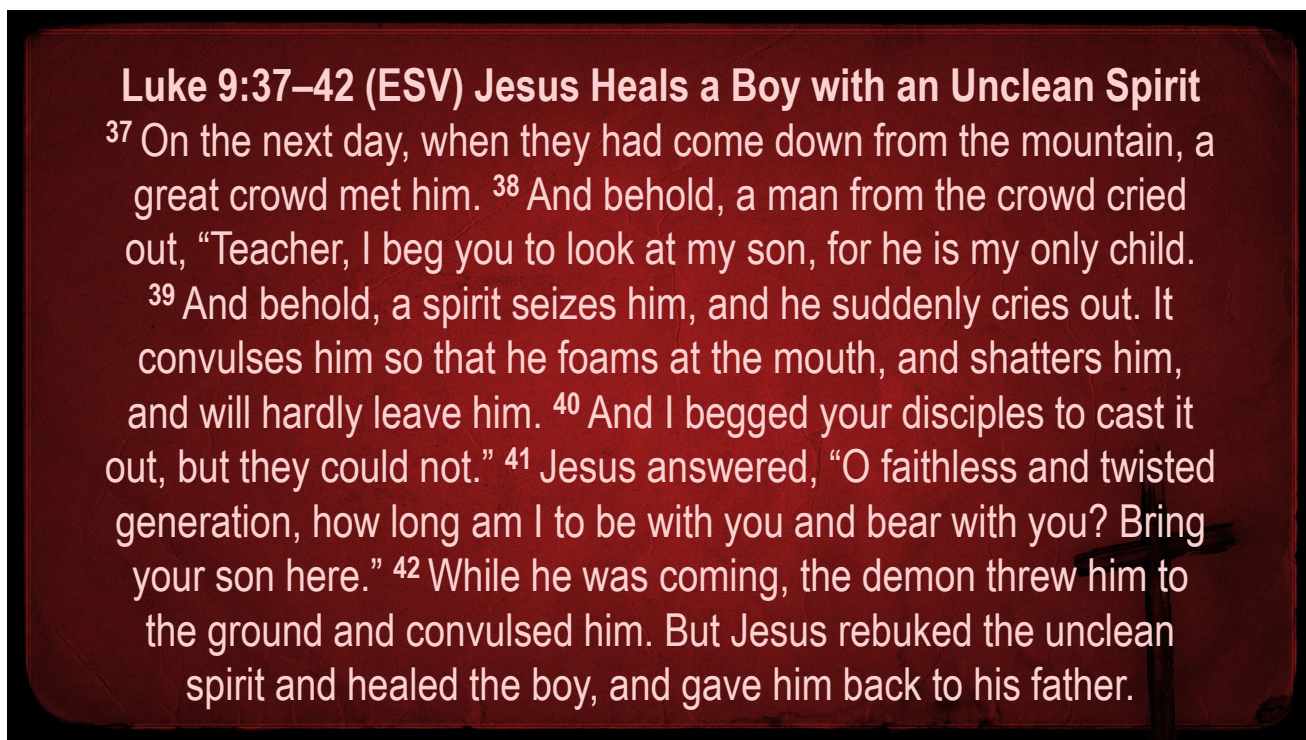 Luke 9:37–42 (ESV) Jesus Heals a Boy with an Unclean Spirit
37 On the next day, when they had come down from the mountain, a
great crowd met him. 38 And behold, a man from the crowd cried
out, “Teacher, I beg you to look at my son, for he is my only child.
39 And behold, a spirit seizes him, and he suddenly cries out. It
convulses him so that he foams at the mouth, and shatters him,
and will hardly leave him. 40 And I begged your disciples to cast it
out, but they could not.” 41 Jesus answered, “O faithless and twisted
generation, how long am I to be with you and bear with you? Bring
your son here.” 42 While he was coming, the demon threw him to
the ground and convulsed him. But Jesus rebuked the unclean
spirit and healed the boy, and gave him back to his father.